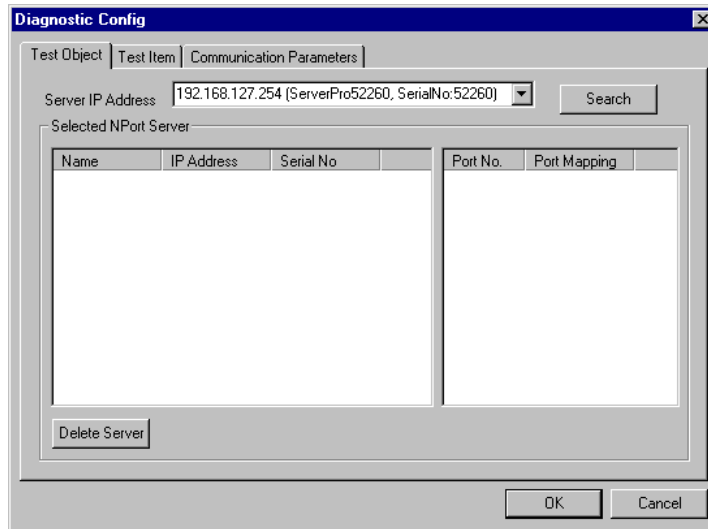 Diagnostic Config
Test Object Test Item Communication Parameters
Server IP Address 192.168.127.254 (ServerPro52260, SerialNo:52260) Search
Selected NPort Server
Name IP Address Serial No Port No. Port Mapping
Delete Server
OK Cancel